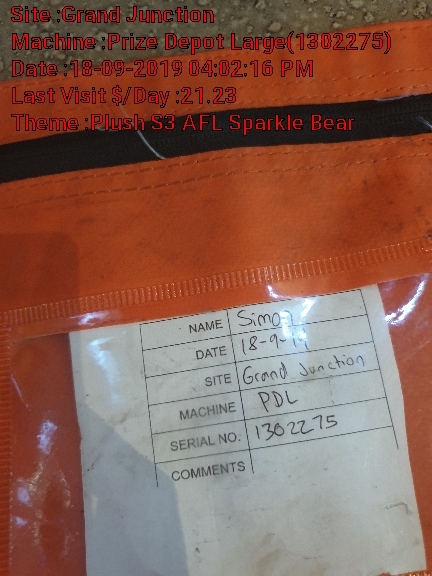 Site :Grand Junction
Machine :Prize Depot Large(1302275)
Date :18-09-2019 04:02:16 PM
Last Visit $/Day :21.23
Theme :Plush S3 AFL Sparkle Bear
NAME Simon
DATE 18-9-19
SITE Grand Junction
MACHINE PDL
SERIAL NO. 1302275
COMMENTS